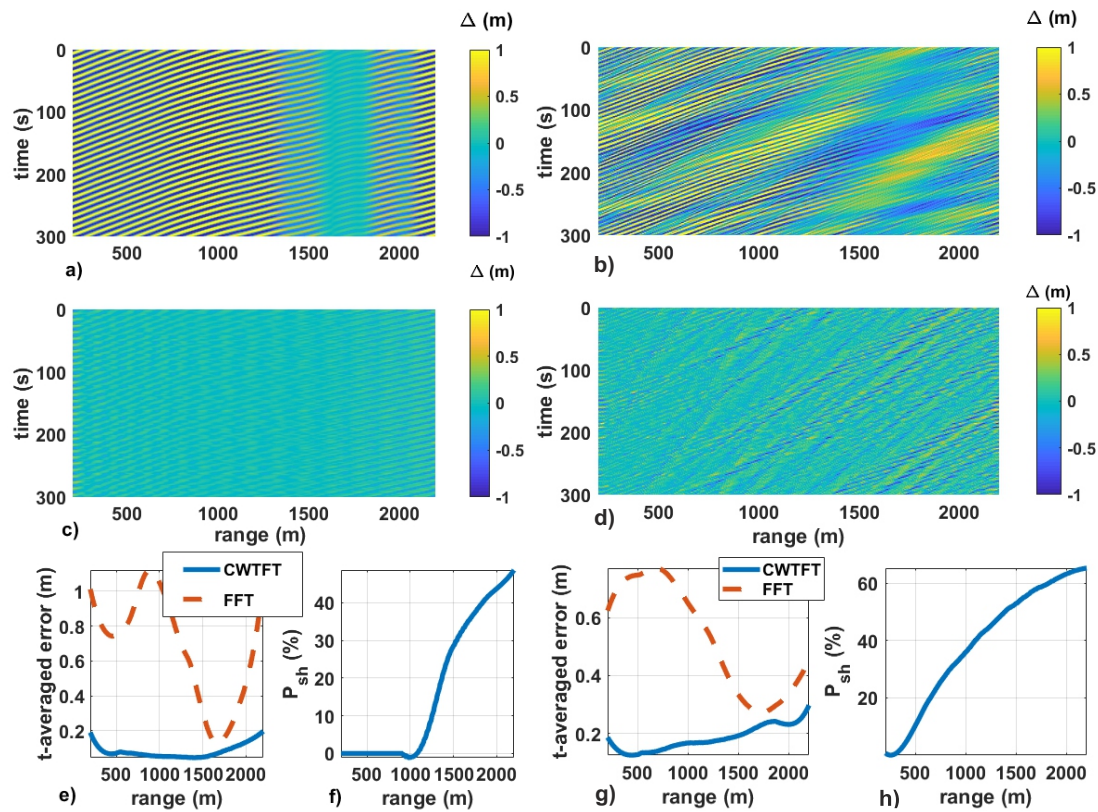 Δ (m)
0
100
200
300
time (s)
500
1000
1500
2000
1
0.5
0
-0.5
-1
a)
Δ (m)
0
100
200
300
time (s)
500
1000
1500
2000
1
0.5
0
-0.5
-1
b)
Δ (m)
0
100
200
300
time (s)
500
1000
1500
2000
range (m)
1
0.5
0
-0.5
-1
c)
Δ (m)
0
100
200
300
time (s)
500
1000
1500
2000
range (m)
1
0.5
0
-0.5
-1
d)
CWTFT
FFT
t-averaged error (m)
1
0.8
0.6
0.4
0.2
500
1000
1500
2000
range (m)
e)
P_sh (%)
40
30
20
10
0
500
1000
1500
2000
range (m)
f)
CWTFT
FFT
t-averaged error (m)
0.6
0.4
0.2
500
1000
1500
2000
range (m)
g)
P_sh (%)
60
40
20
500
1000
1500
2000
range (m)
h)